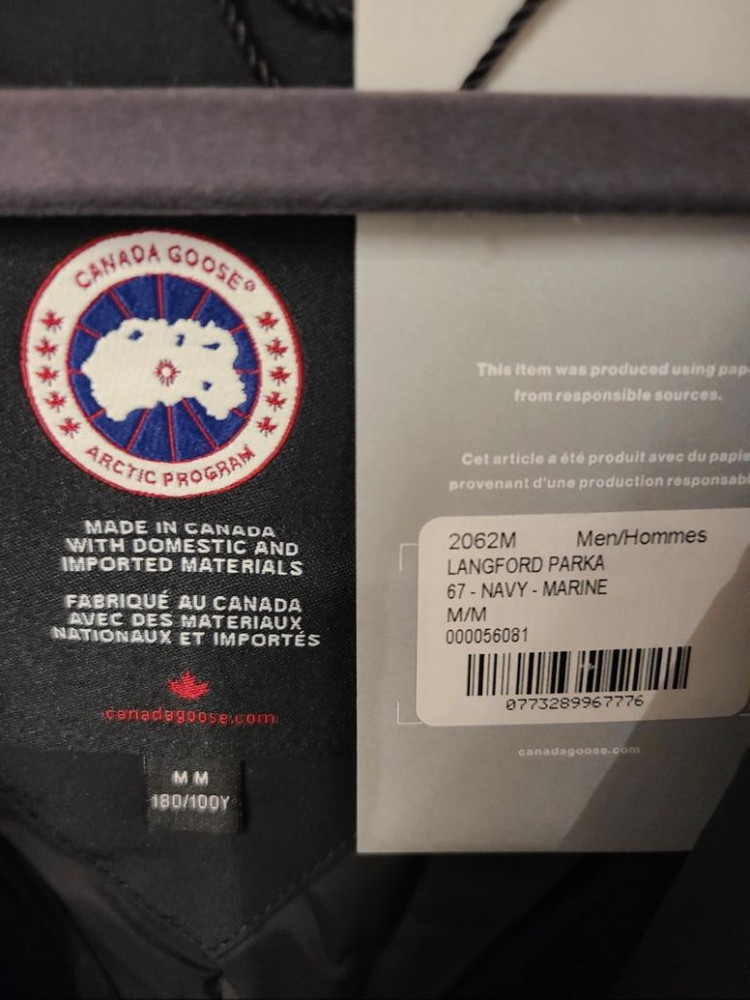 CANADA GOOSE®
ARCTIC PROGRAM
MADE IN CANADA
WITH DOMESTIC AND
IMPORTED MATERIALS
FABRIQUÉ AU CANADA
AVEC DES MATERIAUX
NATIONAUX ET IMPORTÉS
canadagoose.com
M M
180/100Y
This item was produced using pap
from responsible sources.
Cet article a été produit avec du papie
provenant d'une production responsab
2062M Men/Hommes
LANGFORD PARKA
67 - NAVY - MARINE
M/M
000056081
0773289967776
canadagoose.com